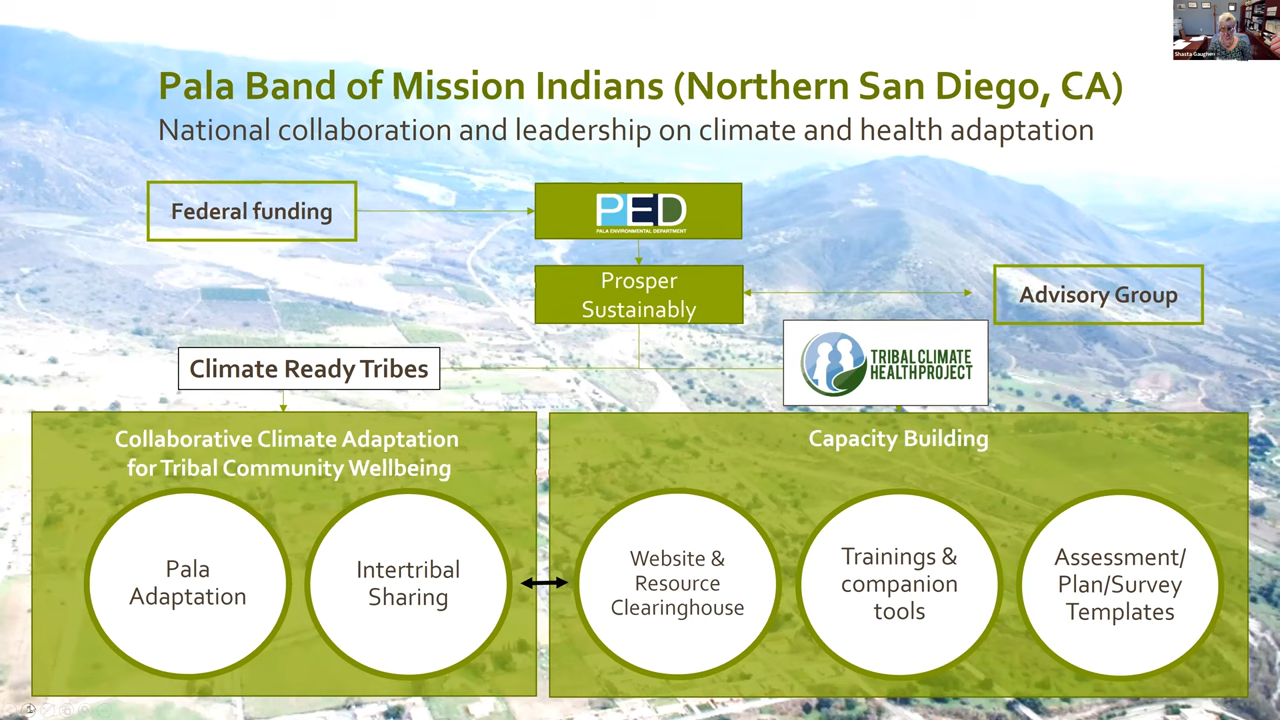 Shasta Gaughen
Pala Band of Mission Indians (Northern San Diego, CA)
National collaboration and leadership on climate and health adaptation
Federal funding
PED
PALA ENVIRONMENTAL DEPARTMENT
Prosper
Sustainably
Advisory Group
Climate Ready Tribes
TRIBAL CLIMATE
HEALTH PROJECT
Collaborative Climate Adaptation
for Tribal Community Wellbeing
Pala
Adaptation
Intertribal
Sharing
Capacity Building
Website &
Resource
Clearinghouse
Trainings &
companion
tools
Assessment/
Plan/Survey
Templates